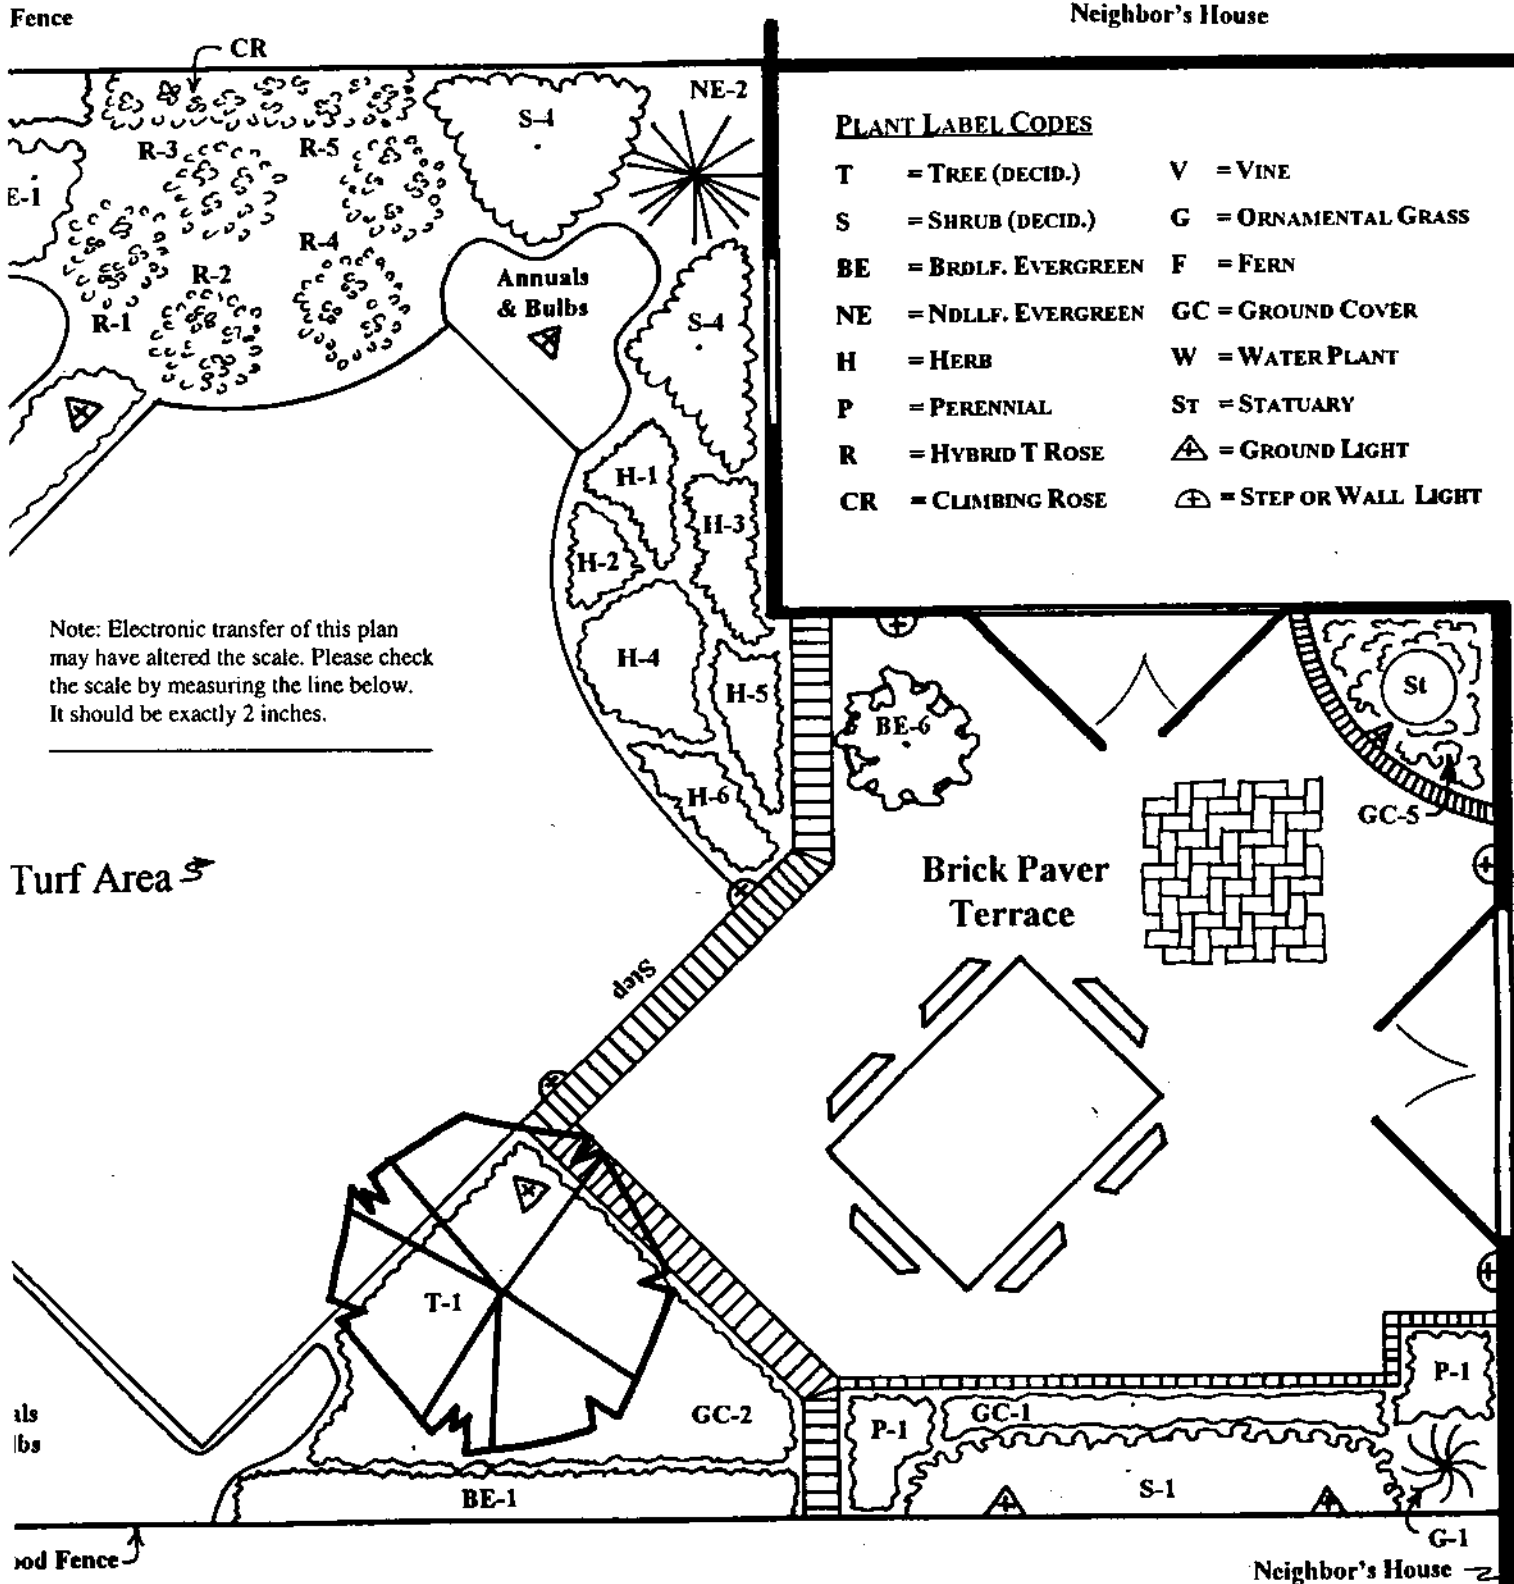 Fence
Neighbor's House
CR
NE-2
S-4
R-3
R-5
E-1
R-4
R-2
R-1
Annuals
& Bulbs
S-4
PLANT LABEL CODES
T = TREE (DECID.)
V = VINE
S = SHRUB (DECID.)
G = ORNAMENTAL GRASS
BE = BRDLF. EVERGREEN
F = FERN
NE = NDLLF. EVERGREEN
GC = GROUND COVER
H = HERB
W = WATER PLANT
P = PERENNIAL
ST = STATUARY
R = HYBRID T ROSE
= GROUND LIGHT
CR = CLIMBING ROSE
= STEP OR WALL LIGHT
H-1
H-3
H-2
H-4
H-5
H-6
Note: Electronic transfer of this plan
may have altered the scale. Please check
the scale by measuring the line below.
It should be exactly 2 inches.
BE-6
St
GC-5
Turf Area
Brick Paver
Terrace
Step
T-1
GC-2
BE-1
als
lbs
P-1
GC-1
P-1
S-1
G-1
ood Fence
Neighbor's House